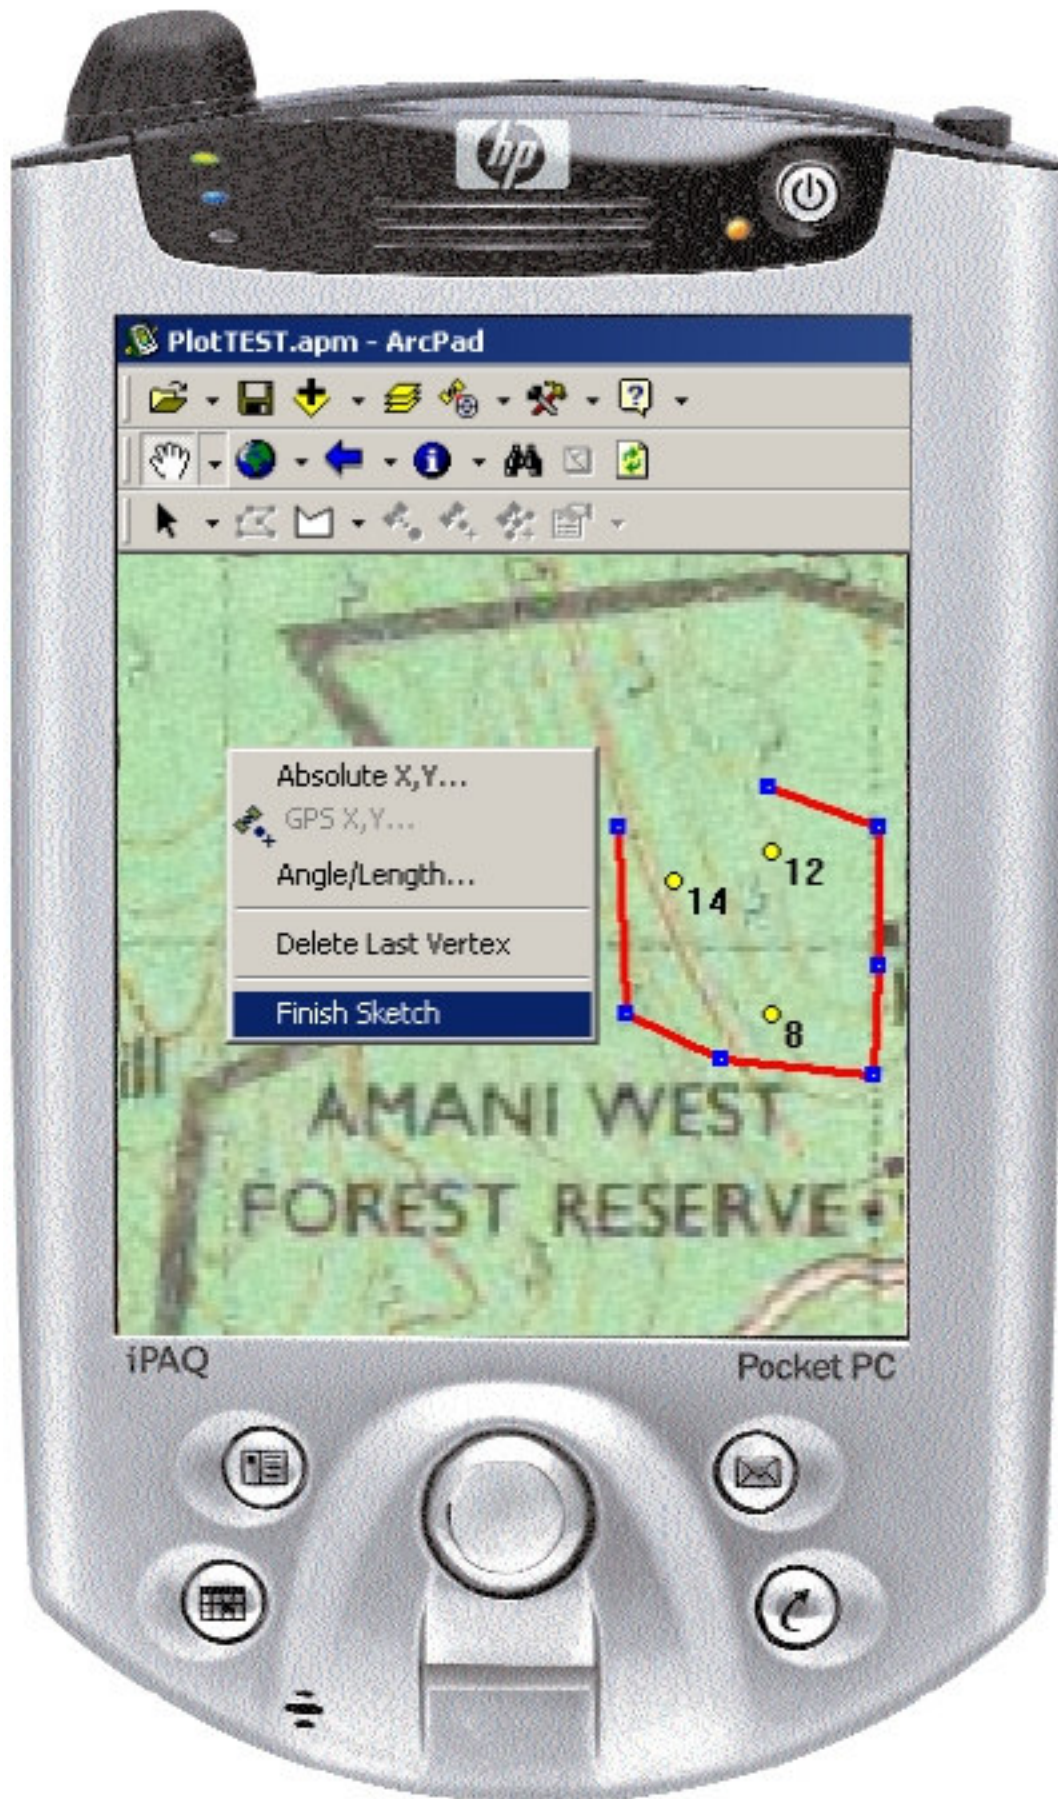 hp
PlotTEST.apm - ArcPad
Absolute X,Y...
GPS X,Y...
Angle/Length...
Delete Last Vertex
Finish Sketch
12
14
8
AMANI WEST
FOREST RESERVE
iPAQ
Pocket PC